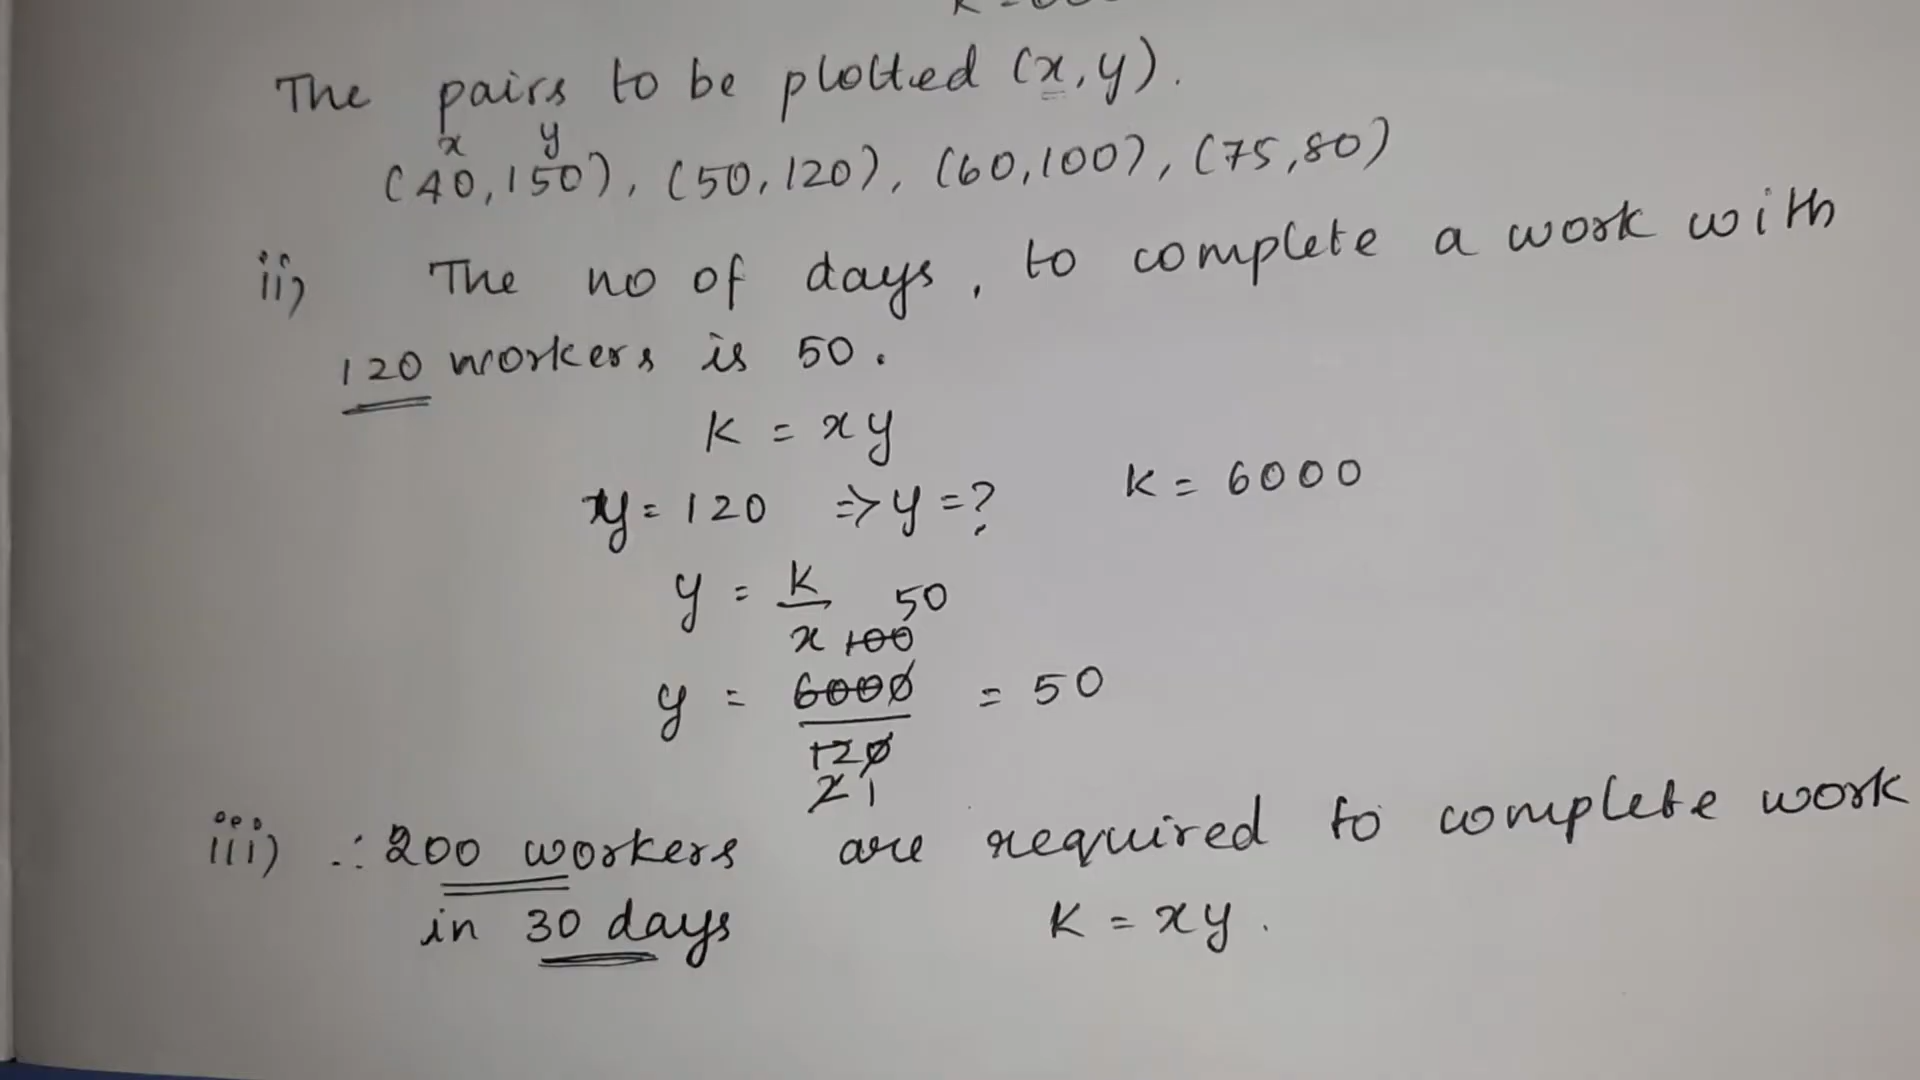 The pairs to be plotted (x, y).
x y
(40, 150), (50, 120), (60, 100), (75, 80)
ii) The no of days, to complete a work with
120 workers is 50.
K = xy
y = 120 => y = ? K = 6000
y = K/x 50
100
y = 6000/120 = 50
2 1
iii) ∴ 200 workers are required to complete work
in 30 days K = xy.